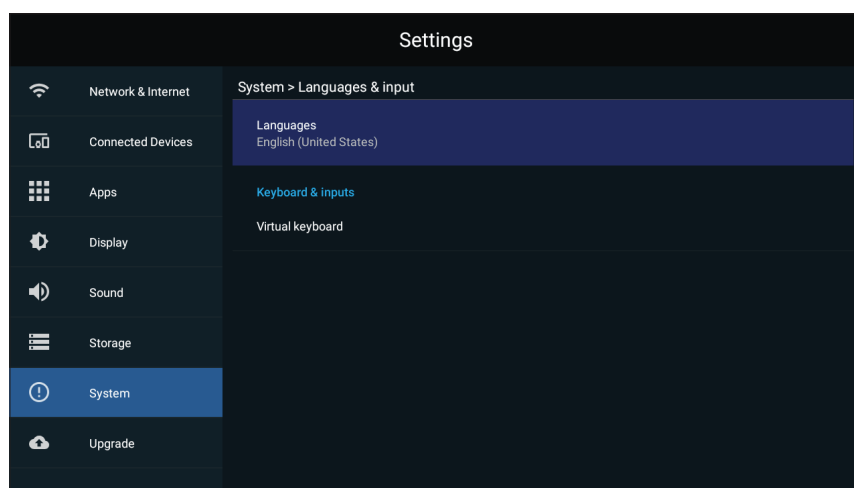 Settings
Network & Internet
Connected Devices
Apps
Display
Sound
Storage
System
Upgrade
System > Languages & input
Languages
English (United States)
Keyboard & inputs
Virtual keyboard